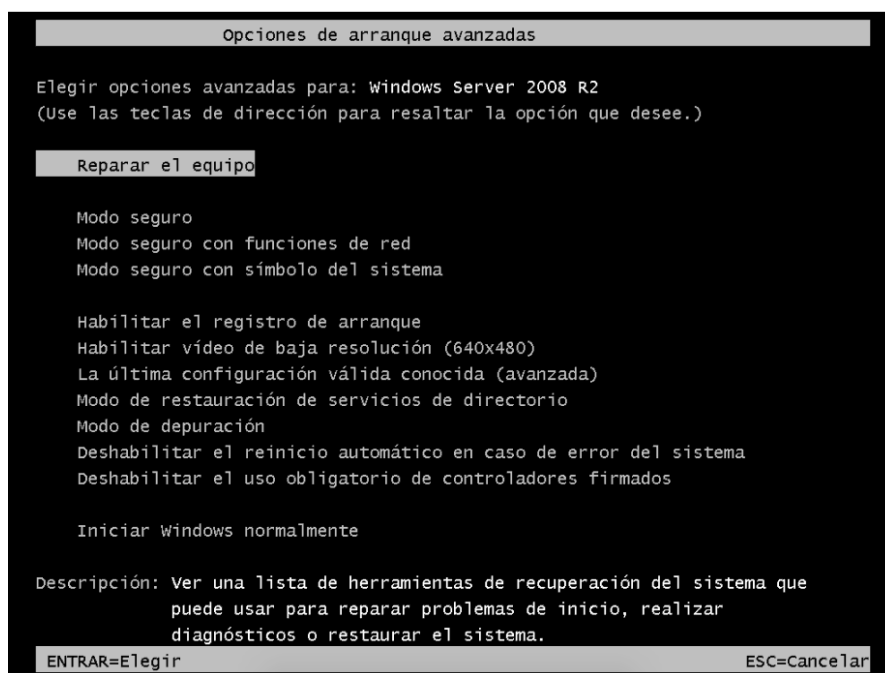 Opciones de arranque avanzadas
Elegir opciones avanzadas para: Windows Server 2008 R2
(Use las teclas de dirección para resaltar la opción que desee.)
Reparar el equipo
Modo seguro
Modo seguro con funciones de red
Modo seguro con símbolo del sistema
Habilitar el registro de arranque
Habilitar vídeo de baja resolución (640x480)
La última configuración válida conocida (avanzada)
Modo de restauración de servicios de directorio
Modo de depuración
Deshabilitar el reinicio automático en caso de error del sistema
Deshabilitar el uso obligatorio de controladores firmados
Iniciar Windows normalmente
Descripción: Ver una lista de herramientas de recuperación del sistema que
puede usar para reparar problemas de inicio, realizar
diagnósticos o restaurar el sistema.
ENTRAR=Elegir ESC=Cancelar